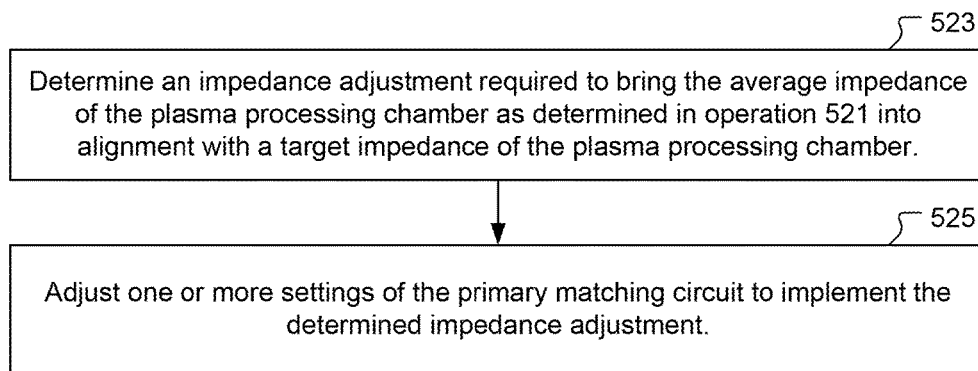 523
Determine an impedance adjustment required to bring the average impedance
of the plasma processing chamber as determined in operation 521 into
alignment with a target impedance of the plasma processing chamber.
525
Adjust one or more settings of the primary matching circuit to implement the
determined impedance adjustment.